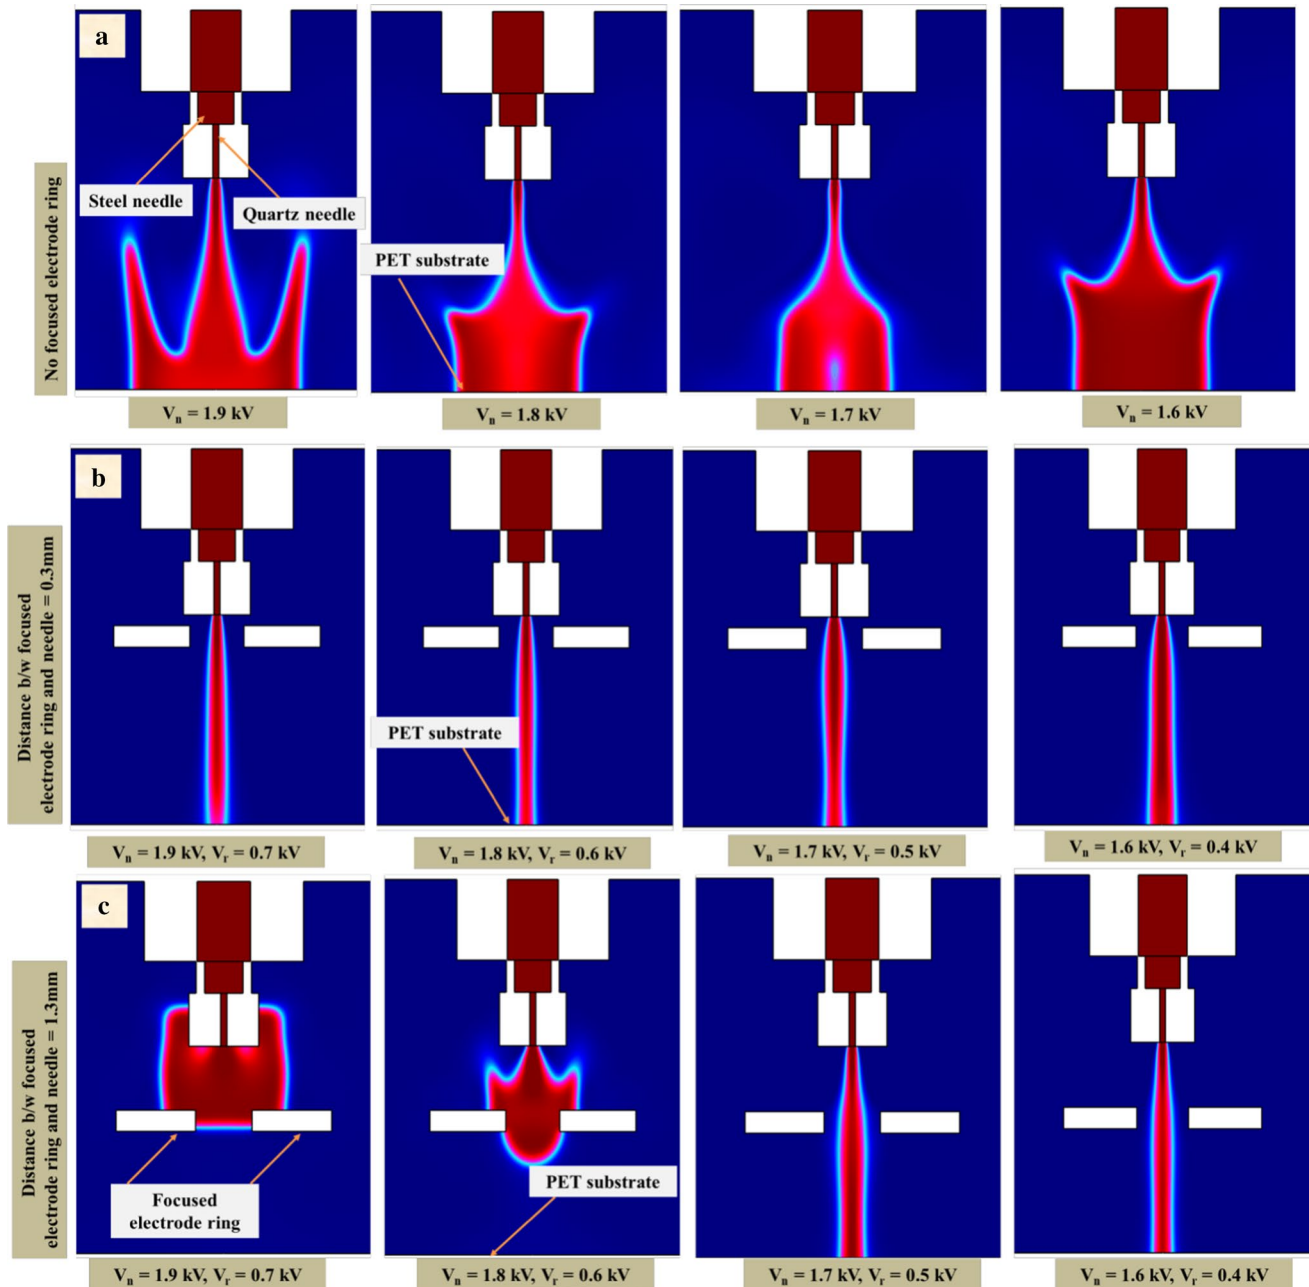 a
No focused electrode ring
Steel needle
Quartz needle
PET substrate
Vn = 1.9 kV
Vn = 1.8 kV
Vn = 1.7 kV
Vn = 1.6 kV
b
Distance b/w focused
electrode ring and needle = 0.3mm
PET substrate
Vn = 1.9 kV, Vr = 0.7 kV
Vn = 1.8 kV, Vr = 0.6 kV
Vn = 1.7 kV, Vr = 0.5 kV
Vn = 1.6 kV, Vr = 0.4 kV
c
Distance b/w focused
electrode ring and needle = 1.3mm
Focused
electrode ring
PET substrate
Vn = 1.9 kV, Vr = 0.7 kV
Vn = 1.8 kV, Vr = 0.6 kV
Vn = 1.7 kV, Vr = 0.5 kV
Vn = 1.6 kV, Vr = 0.4 kV